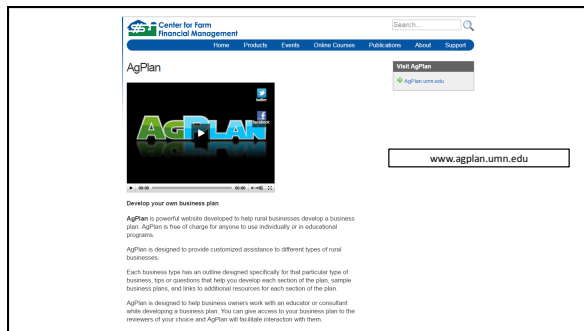 Center for Farm
Financial Management
Search...
Home Products Events Online Courses Publications About Support
AgPlan
Visit AgPlan
AgPlan.umn.edu
twitter
facebook
AGPLAN
00:00 00:00
www.agplan.umn.edu
Develop your own business plan
AgPlan is powerful website developed to help rural businesses develop a business
plan. AgPlan is free of charge for anyone to use individually or in educational
programs.
AgPlan is designed to provide customized assistance to different types of rural
businesses.
Each business type has an outline designed specifically for that particular type of
business, tips or questions that help you develop each section of the plan, sample
business plans, and links to additional resources for each section of the plan.
AgPlan is designed to help business owners work with an educator or consultant
while developing a business plan. You can give access to your business plan to the
reviewers of your choice and AgPlan will facilitate interaction with them.